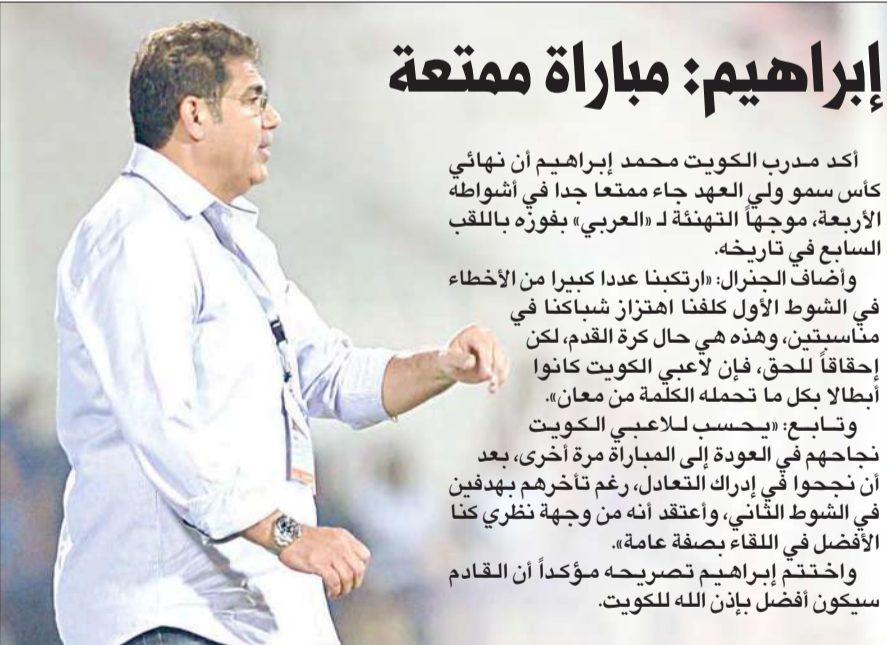 إبراهيم: مباراة ممتعة
أكد مدرب الكويت محمد إبراهيم أن نهائي
كأس سمو ولي العهد جاء ممتعا جدا في أشواطه
الأربعة، موجهاً التهنئة لـ «العربي» بفوزه باللقب
السابع في تاريخه.
وأضاف الجنرال: «ارتكبنا عددا كبيرا من الأخطاء
في الشوط الأول كلفنا اهتزاز شباكنا في
مناسبتين، وهذه هي حال كرة القدم، لكن
إحقاقاً للحق، فإن لاعبي الكويت كانوا
أبطالا بكل ما تحمله الكلمة من معان».
وتابع: «يحسب للاعبي الكويت
نجاحهم في العودة إلى المباراة مرة أخرى، بعد
أن نجحوا في إدراك التعادل، رغم تأخرهم بهدفين
في الشوط الثاني، وأعتقد أنه من وجهة نظري كنا
الأفضل في اللقاء بصفة عامة».
واختتم إبراهيم تصريحه مؤكداً أن القادم
سيكون أفضل بإذن الله للكويت.